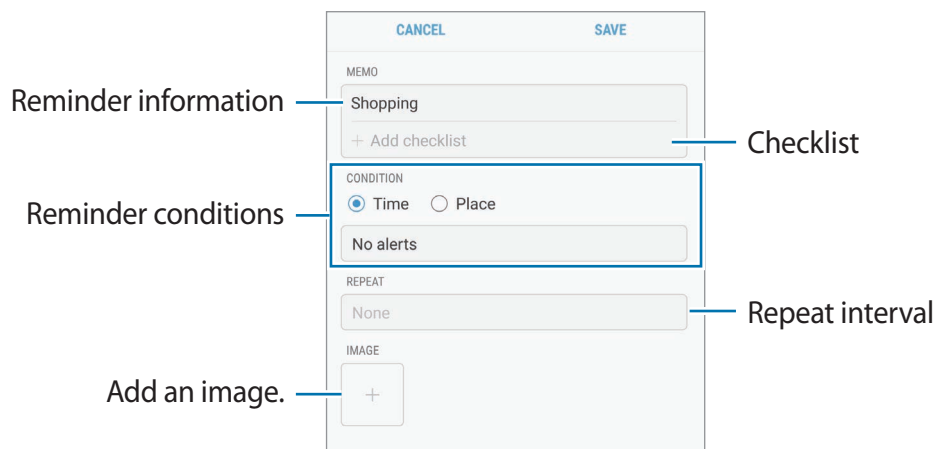 CANCEL SAVE
MEMO
Reminder information
Shopping
+ Add checklist
Checklist
CONDITION
Time Place
Reminder conditions
No alerts
REPEAT
None
Repeat interval
IMAGE
Add an image.
+